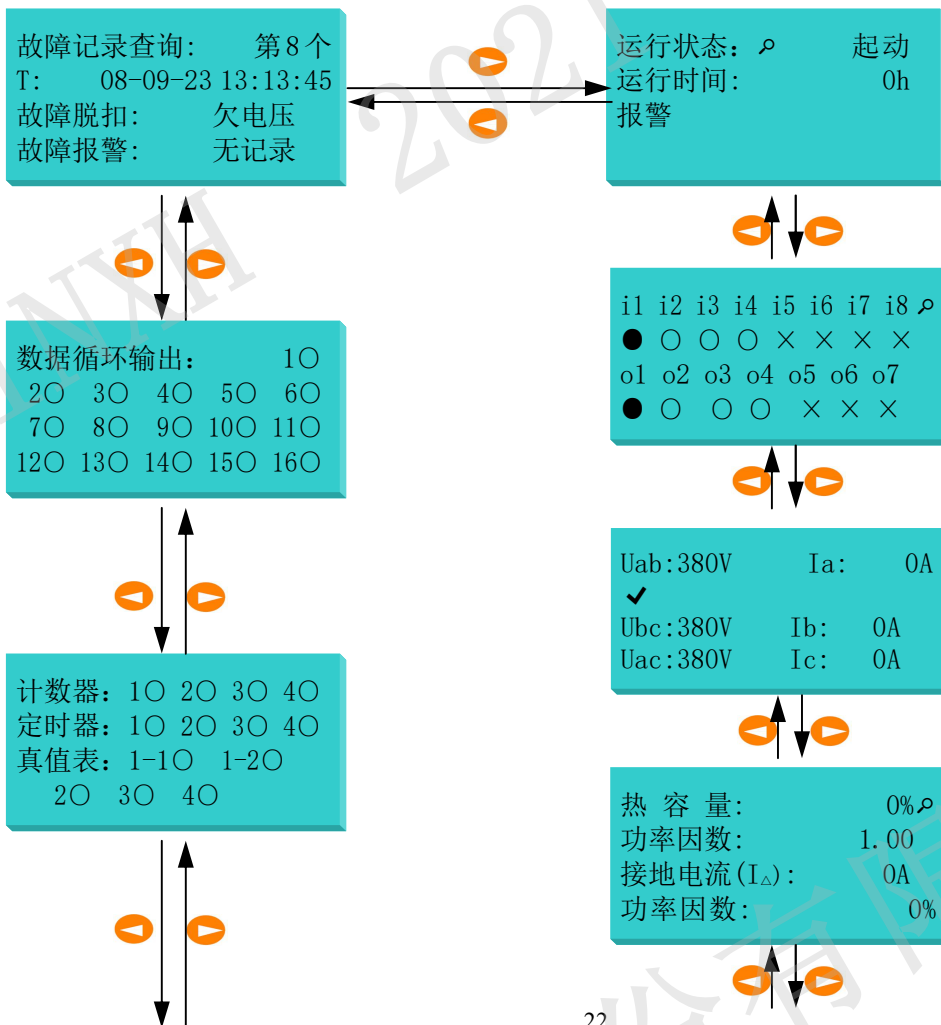 故障记录查询: 第8个
T: 08-09-23 13:13:45
故障脱扣: 欠电压
故障报警: 无记录
数据循环输出: 1○
2○ 3○ 4○ 5○ 6○
7○ 8○ 9○ 10○ 11○
12○ 13○ 14○ 15○ 16○
计数器: 1○ 2○ 3○ 4○
定时器: 1○ 2○ 3○ 4○
真值表: 1-1○ 1-2○
2○ 3○ 4○
运行状态: 起动
运行时间: 0h
报警
i1 i2 i3 i4 i5 i6 i7 i8
● ○ ○ ○ × × × ×
o1 o2 o3 o4 o5 o6 o7
● ○ ○ ○ × × ×
Uab:380V Ia: 0A
✓
Ubc:380V Ib: 0A
Uac:380V Ic: 0A
热 容 量: 0%
功率因数: 1.00
接地电流(I△): 0A
功率因数: 0%
22
2021
NXH
份有限